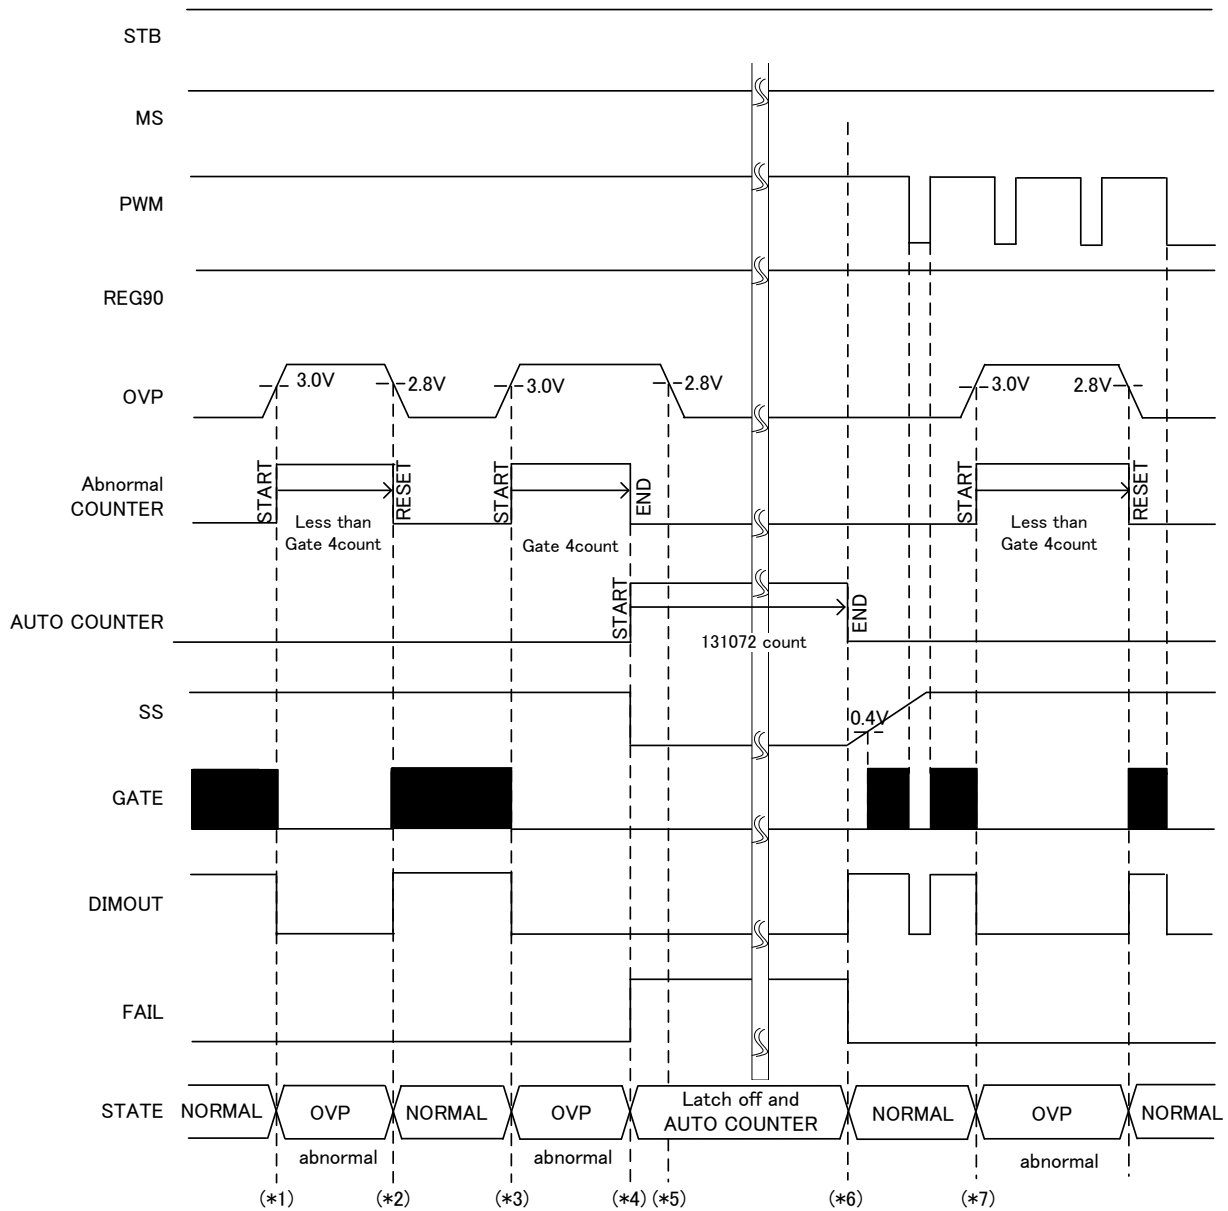 STB
MS
PWM
REG90
OVP
3.0V
2.8V
3.0V
2.8V
3.0V
2.8V
Abnormal
COUNTER
START
RESET
START
END
START
RESET
Less than
Gate 4count
Gate 4count
Less than
Gate 4count
AUTO COUNTER
START
END
131072 count
SS
0.4V
GATE
DIMOUT
FAIL
STATE
NORMAL
OVP
NORMAL
OVP
Latch off and
AUTO COUNTER
NORMAL
OVP
NORMAL
abnormal
abnormal
abnormal
(*1)
(*2)
(*3)
(*4)
(*5)
(*6)
(*7)